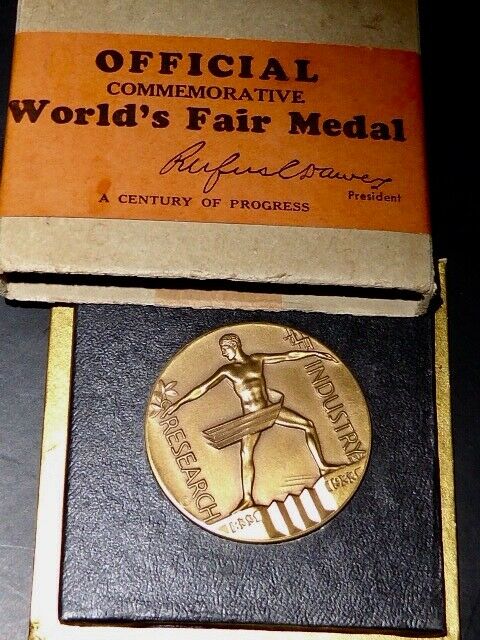 OFFICIAL
COMMEMORATIVE
World's Fair Medal
Rufus C Dawes
President
A CENTURY OF PROGRESS
RESEARCH
INDUSTRY